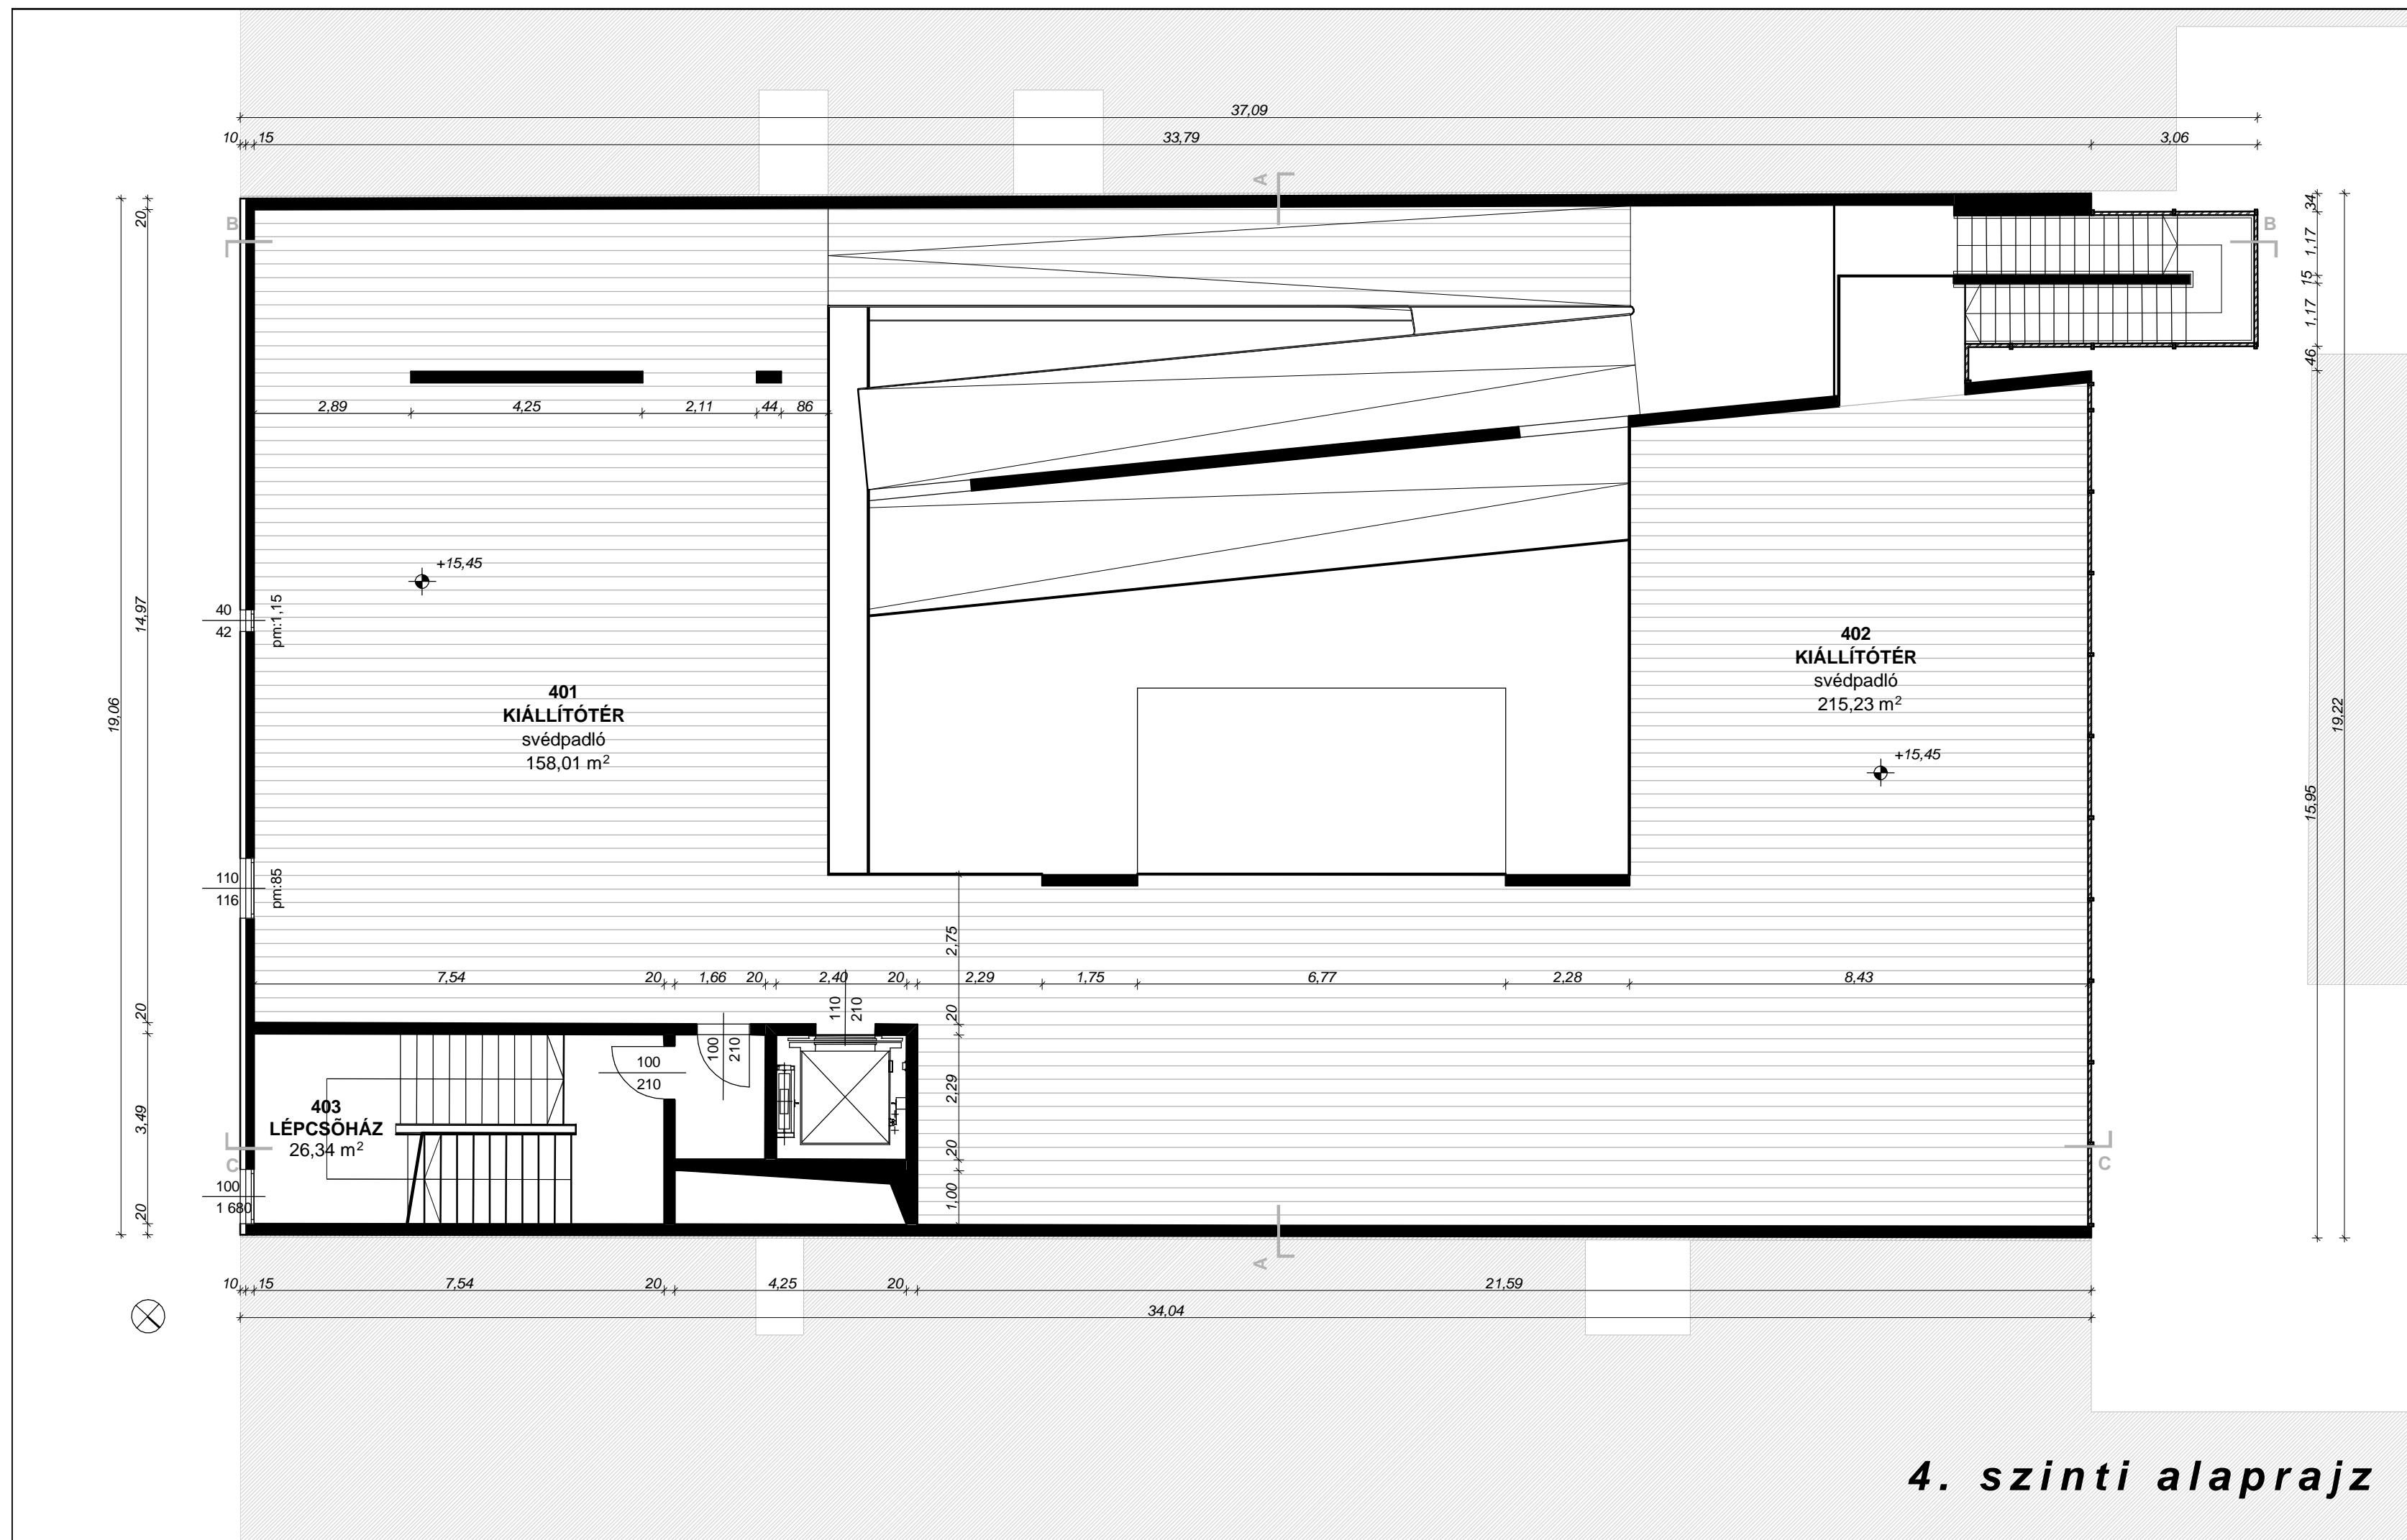 37,09
10 15 33,79 3,06
A
20
B
B
34
1,17
15
1,17
46
2,89 4,25 2,11 44 86
+15,45
40
42
pm:1,15
14,97
19,06
401
KIÁLLÍTÓTÉR
svédpadló
158,01 m²
402
KIÁLLÍTÓTÉR
svédpadló
215,23 m²
+15,45
19,22
15,95
110
116
pm:85
2,75
7,54 20 1,66 20 2,40 20 2,29 1,75 6,77 2,28 8,43
110
210
20
20
100
210
100
210
2,29
403
LÉPCSÕHÁZ
26,34 m²
3,49
20
C
C
100
1 680
1,00
20
A
10 15 7,54 20 4,25 20 21,59
34,04
4. szinti alaprajz